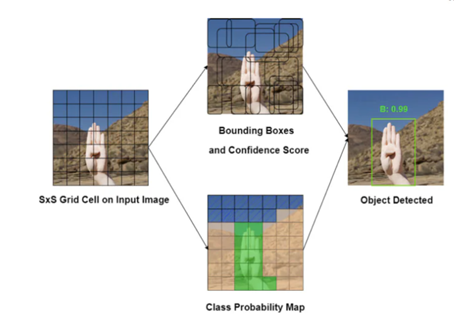 Bounding Boxes
and Confidence Score
B: 0.99
SxS Grid Cell on Input Image
Object Detected
Class Probability Map